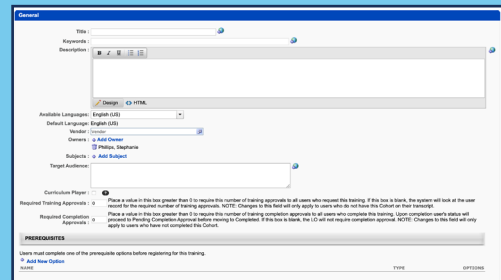 General
Title :
Keywords :
Description :
B I U
Design HTML
Available Languages: English (US)
Default Language: English (US)
Vendor : Vendor
Owners : Add Owner
Phillips, Stephanie
Subjects : Add Subject
Target Audience:
Curriculum Player :
Required Training Approvals : 0 Place a value in this box greater than 0 to require this number of training approvals to all users who request this training. If this box is blank, the system will look at the user
record for the required number of training approvals. NOTE: Changes to this field will only apply to users who do not have this Cohort on their transcript.
Required Completion Approvals : 0 Place a value in this box greater than 0 to require this number of training completion approvals to all users who complete this training. Upon completion user's status will
proceed to Pending Completion Approval before moving to Completed. If this box is blank, the LO will not require completion approval. NOTE: Changes to this field will only
apply to users who have not completed this Cohort.
PREREQUISITES
Users must complete one of the prerequisite options before registering for this training.
Add New Option
NAME TYPE OPTIONS